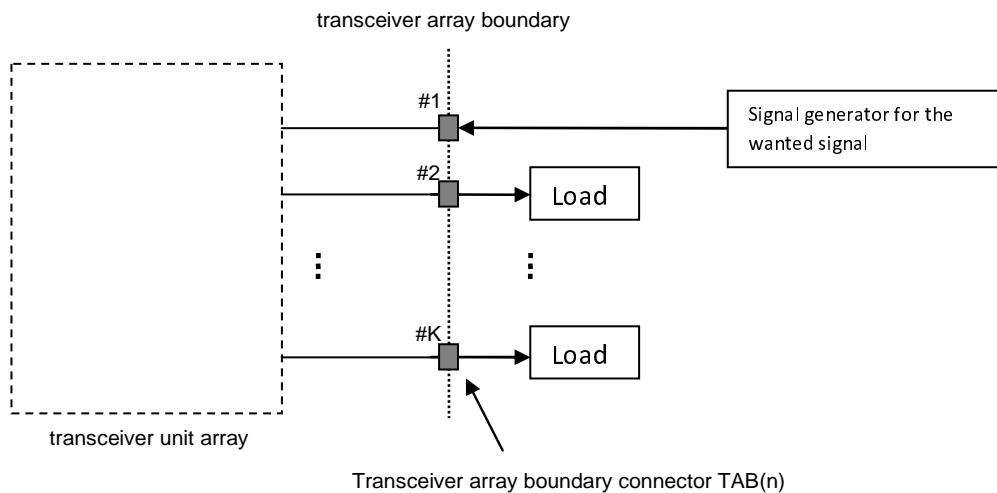 transceiver array boundary
#1
Signal generator for the
wanted signal
#2
Load
#K
Load
transceiver unit array
Transceiver array boundary connector TAB(n)